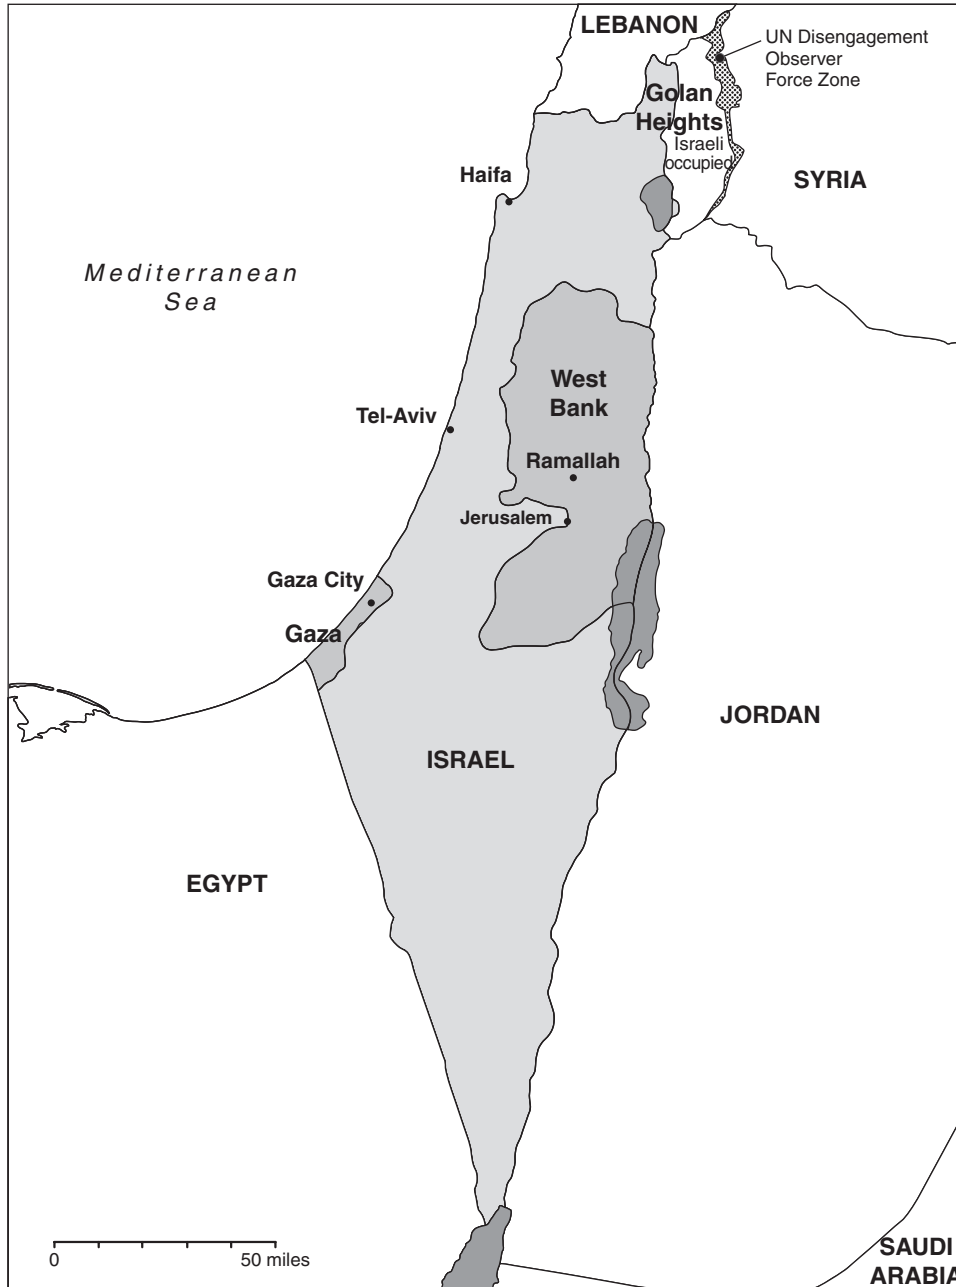 LEBANON
UN Disengagement
Observer
Force Zone
Golan
Heights
Israeli
occupied
SYRIA
Haifa
Mediterranean
Sea
West
Bank
Tel-Aviv
Ramallah
Jerusalem
Gaza City
Gaza
JORDAN
ISRAEL
EGYPT
SAUDI
ARABIA
0 50 miles